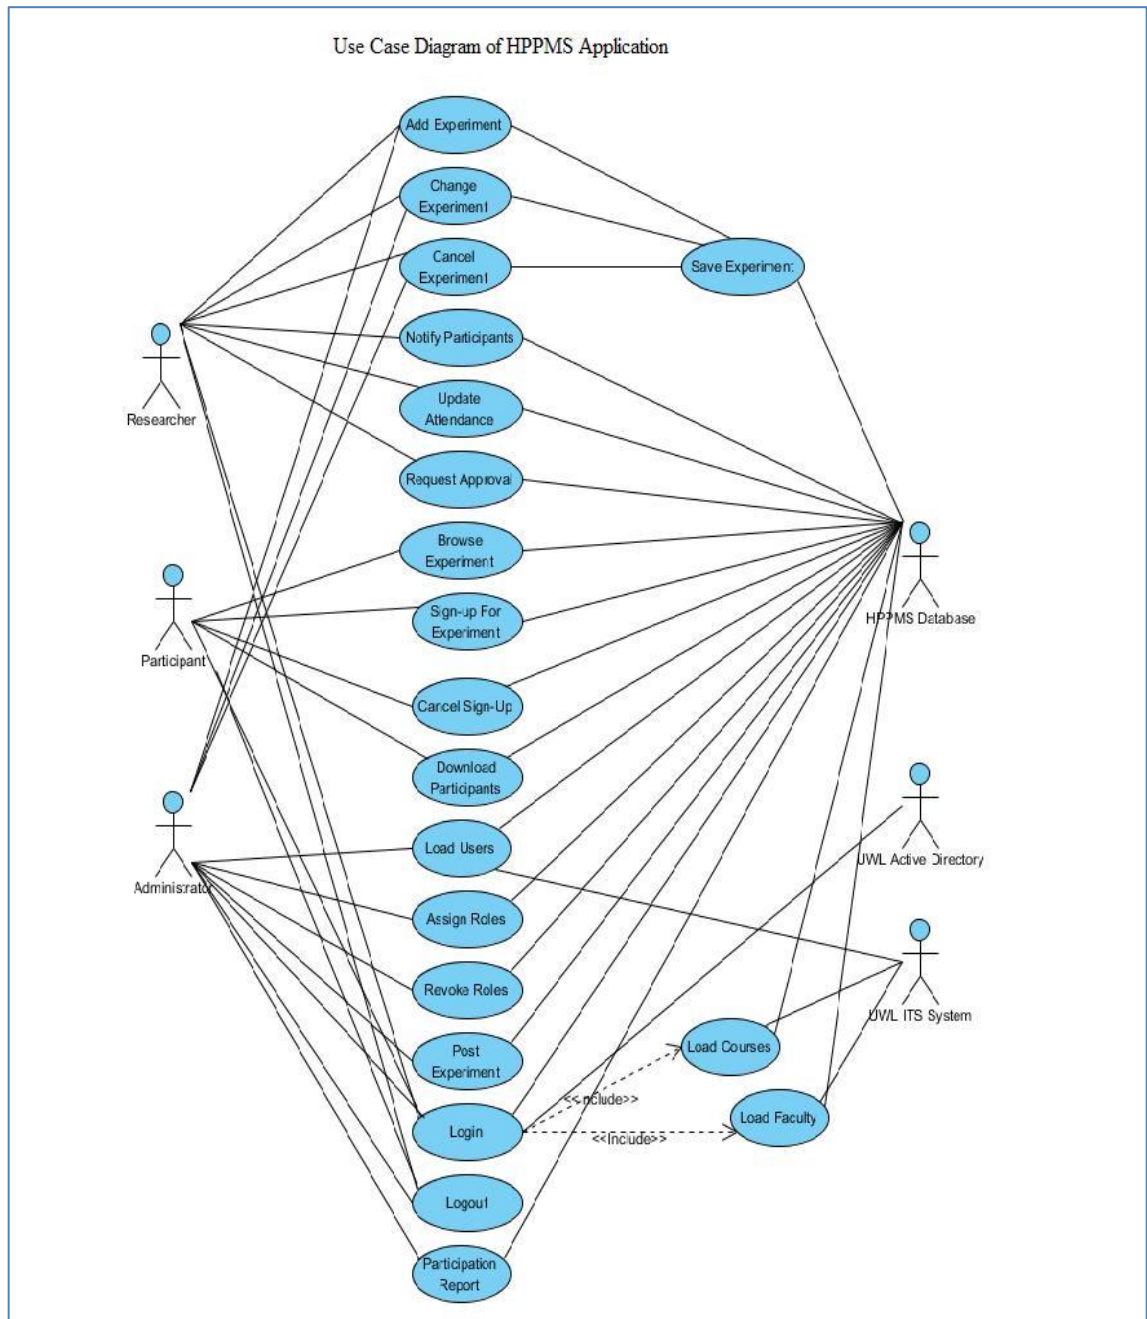 Use Case Diagram of HPPMS Application
Add Experiment
Change
Experiment
Cancel
Experiment
Save Experiment
Notify Participants
Researcher
Update
Attendance
Request Approval
Browse
Experiment
Sign-up For
Experiment
HPPMS Database
Participant
Cancel Sign-Up
Download
Participants
Load Users
UWL Active Directory
Administrator
Assign Roles
Revoke Roles
UWL ITS System
Post
Experiment
Load Courses
<<Include>>
Load Faculty
Login
<<Include>>
Logout
Participation
Report